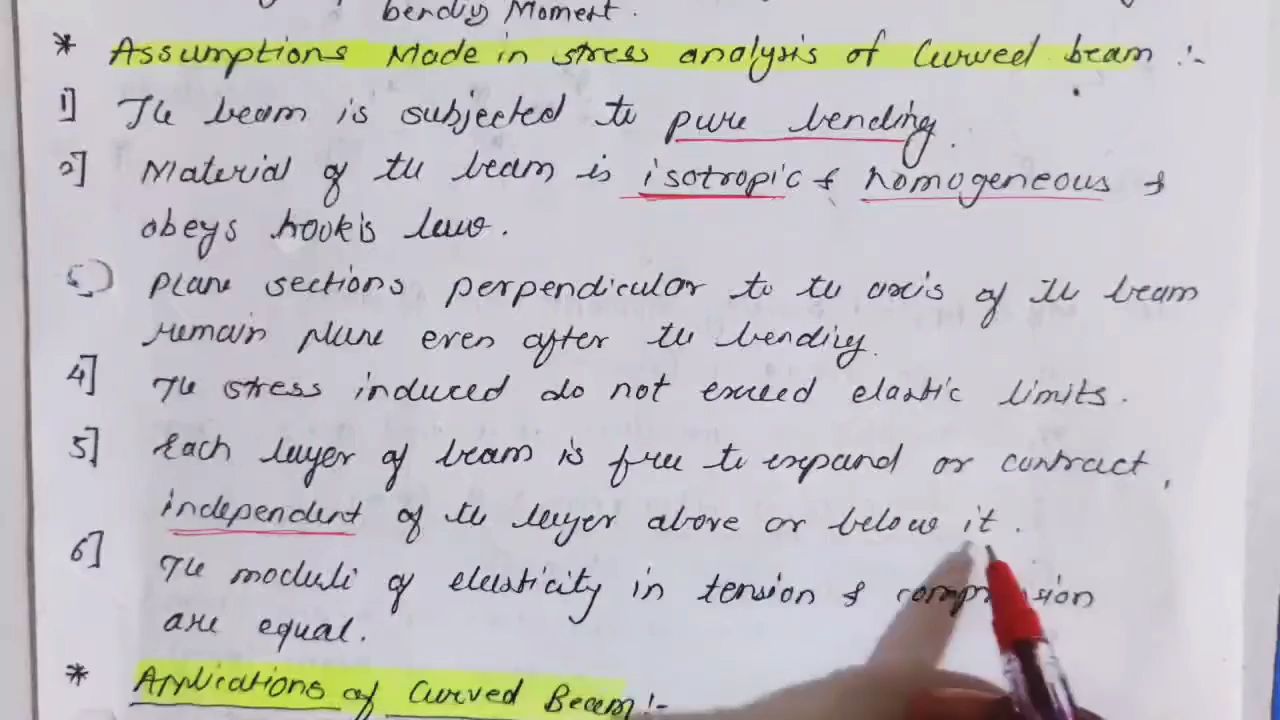 bending Moment.
* Assumptions Made in stress analysis of Curved beam :-
1] The beam is subjected to pure bending.
2] Material of the beam is isotropic & homogeneous &
obeys hook's law.
plane sections perpendicular to the axis of the beam
remain plane even after the bending.
4] The stress induced do not exceed elastic limits.
5] Each layer of beam is free to expand or contract,
independent of the layer above or below it.
6] The moduli of elasticity in tension &
are equal.
* Applications of Curved Beam :-